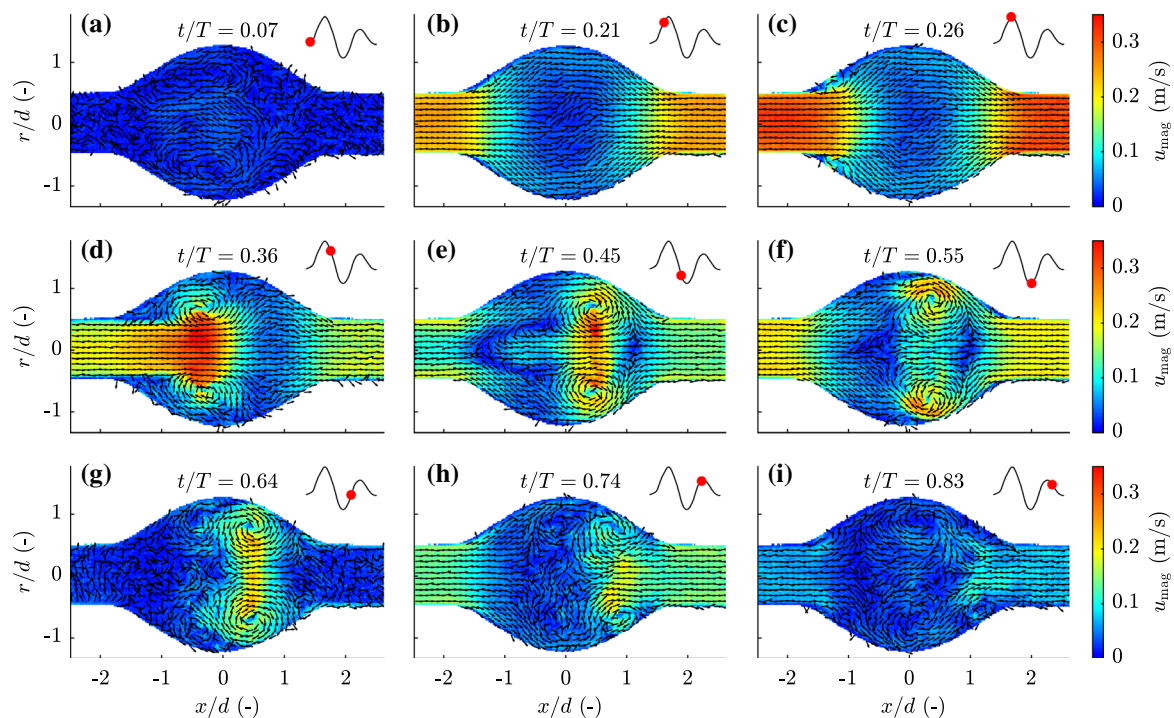 (a) t/T = 0.07 (b) t/T = 0.21 (c) t/T = 0.26
1
0
-1
r/d (-)
0.3
0.2
0.1
0
u_mag (m/s)
(d) t/T = 0.36 (e) t/T = 0.45 (f) t/T = 0.55
1
0
-1
r/d (-)
0.3
0.2
0.1
0
u_mag (m/s)
(g) t/T = 0.64 (h) t/T = 0.74 (i) t/T = 0.83
1
0
-1
r/d (-)
0.3
0.2
0.1
0
u_mag (m/s)
-2 -1 0 1 2 -2 -1 0 1 2 -2 -1 0 1 2
x/d (-) x/d (-) x/d (-)